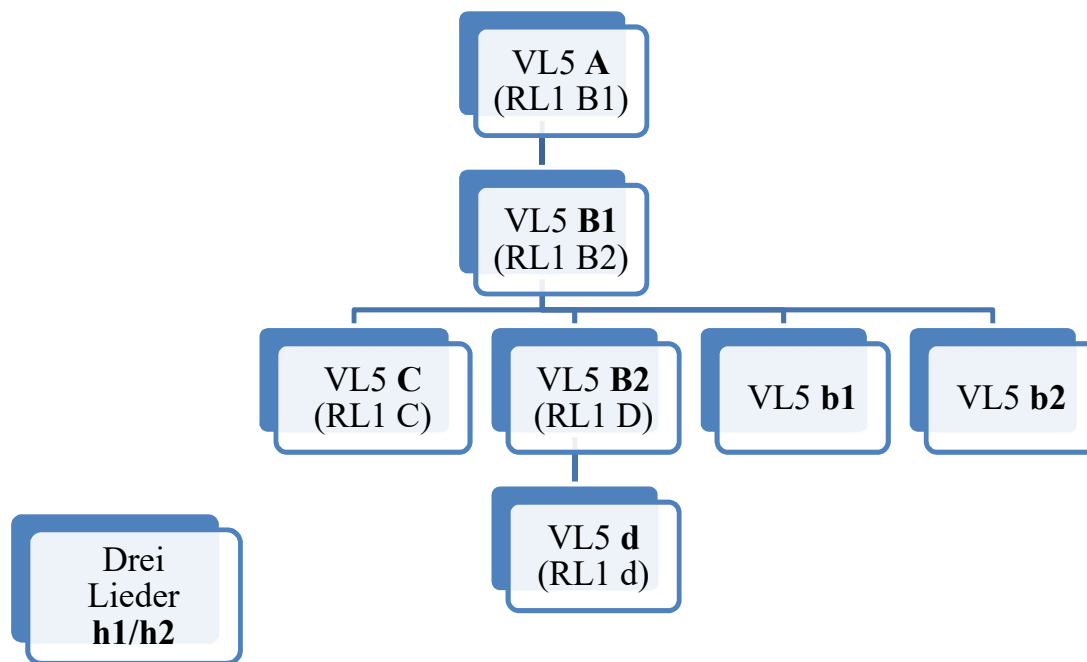 VL5 A
(RL1 B1)
VL5 B1
(RL1 B2)
VL5 C
(RL1 C)
VL5 B2
(RL1 D)
VL5 b1
VL5 b2
VL5 d
(RL1 d)
Drei
Lieder
h1/h2